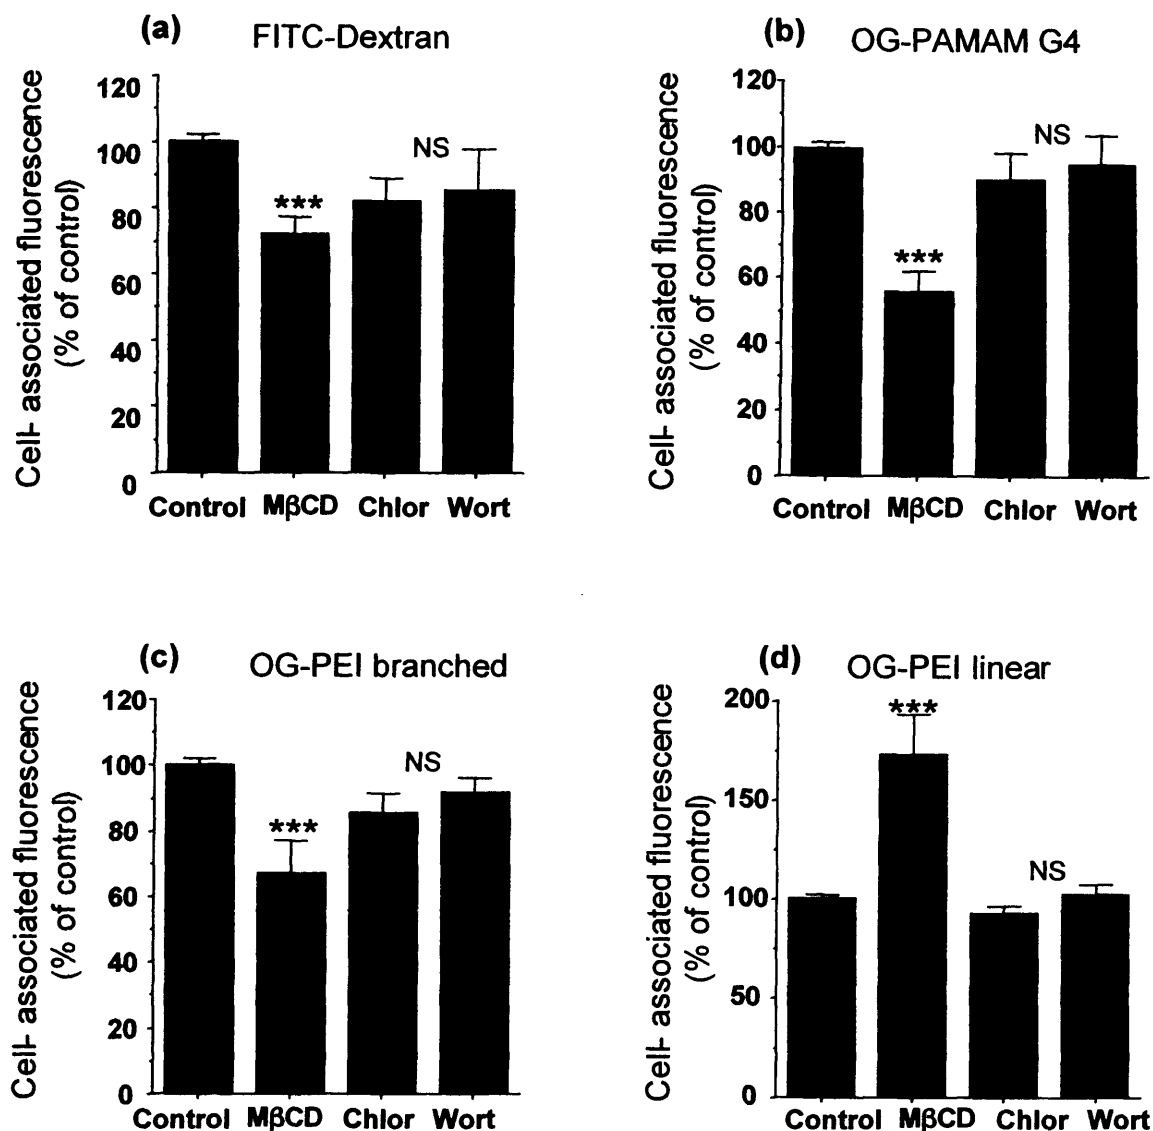 (a) FITC-Dextran
Cell- associated fluorescence
(% of control)
120
100
80
60
40
20
0
***
NS
Control MβCD Chlor Wort
(b) OG-PAMAM G4
Cell- associated fluorescence
(% of control)
120
100
80
60
40
20
0
***
NS
Control MβCD Chlor Wort
(c) OG-PEI branched
Cell- associated fluorescence
(% of control)
120
100
80
60
40
20
0
***
NS
Control MβCD Chlor Wort
(d) OG-PEI linear
Cell- associated fluorescence
(% of control)
200
150
100
50
0
***
NS
Control MβCD Chlor Wort